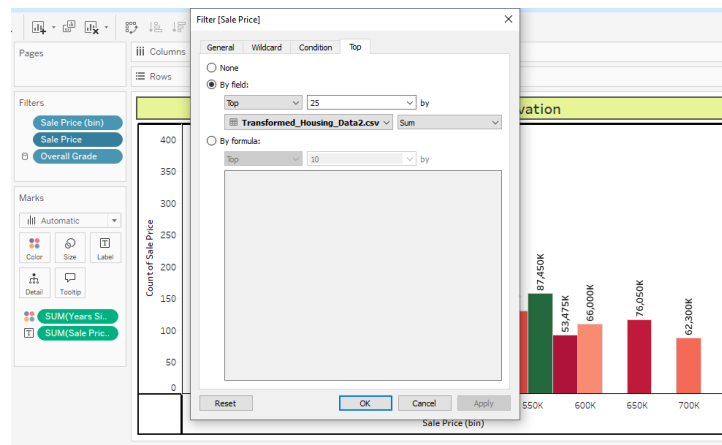 Filter [Sale Price]
General Wildcard Condition Top
None
By field:
Top 25 by
Transformed_Housing_Data2.csv Sum
By formula:
Top 10 by
Reset OK Cancel Apply
Pages
Columns
Rows
Filters
Sale Price (bin)
Sale Price
Overall Grade
Marks
Automatic
Color Size Label
Detail Tooltip
SUM(Years Si..
SUM(Sale Pric..
vation
Count of Sale Price
400
350
300
250
200
150
100
50
0
87,450K
53,475K
66,000K
76,050K
62,300K
550K 600K 650K 700K
Sale Price (bin)